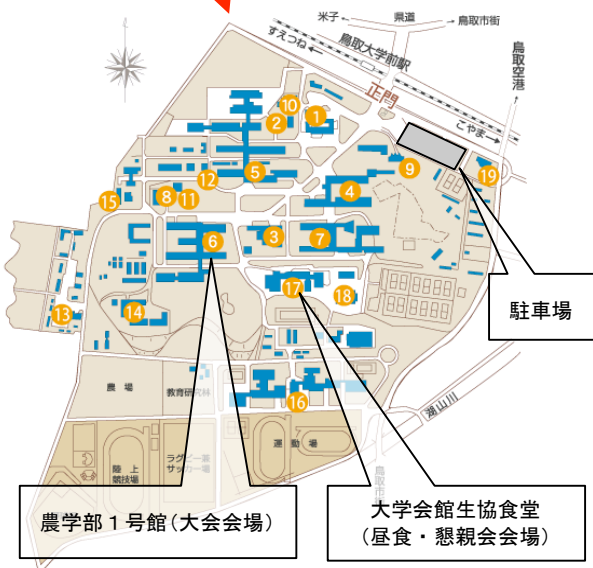 米子← 県道 →鳥取市街
すえつね
鳥取大学前駅
鳥取空港
正門
こやま
10
1
2
9
19
12
5
4
15
8
11
6
3
7
17
18
駐車場
13
14
農場
教育研究林
16
湖山川
陸上
競技場
ラグビー兼
サッカー場
運動場
鳥取市
農学部1号館(大会会場)
大学会館生協食堂
(昼食・懇親会会場)